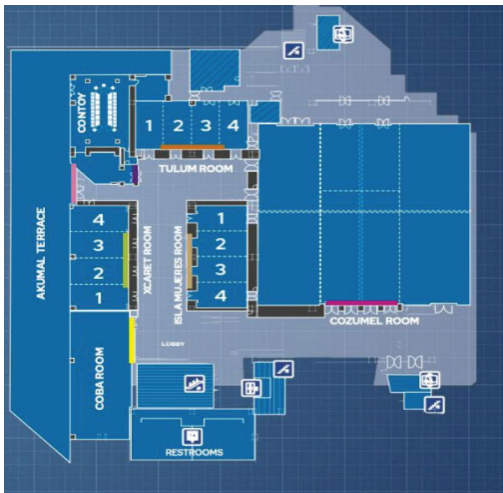 CONTOY
1 2 3 4
TULUM ROOM
AKUMAL TERRACE
4
3
2
1
XCARET ROOM
ISLA MUJERES ROOM
1
2
3
4
COZUMEL ROOM
LOBBY
COBA ROOM
RESTROOMS